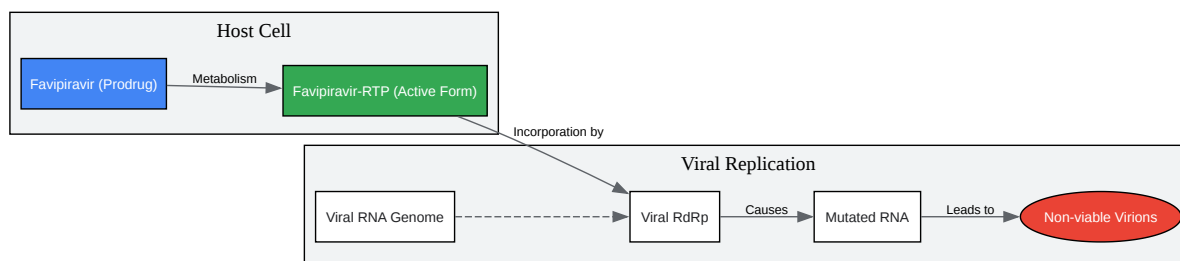 Host Cell
Favipiravir (Prodrug)
Metabolism
Favipiravir-RTP (Active Form)
Incorporation by
Viral Replication
Viral RNA Genome
Viral RdRp
Causes
Mutated RNA
Leads to
Non-viable Virions